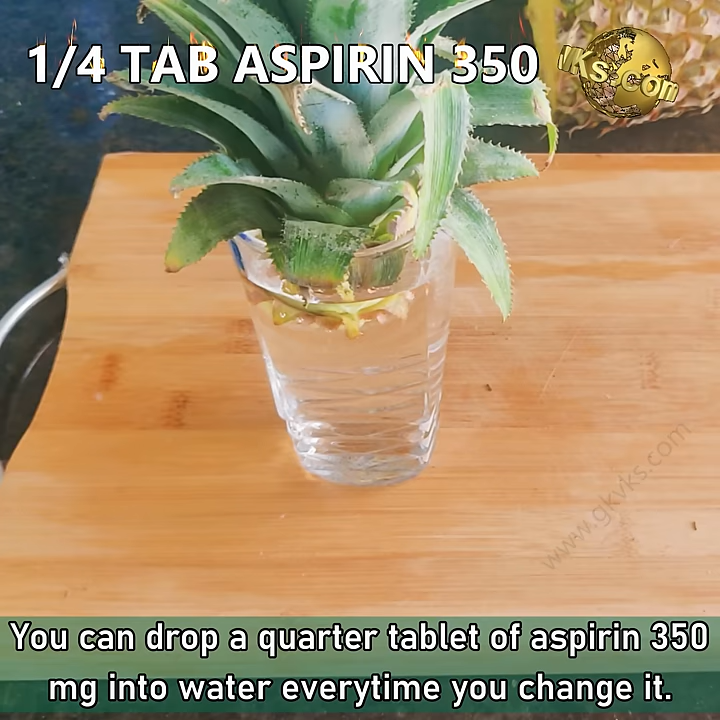 1/4 TAB ASPIRIN 350
VKs.com
www.gkvks.com
You can drop a quarter tablet of aspirin 350
mg into water everytime you change it.